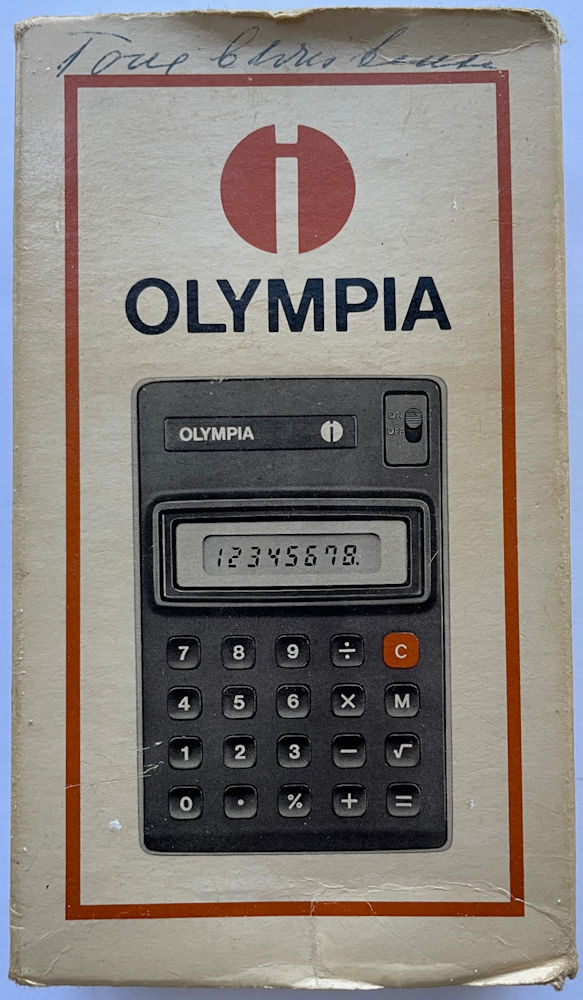 OLYMPIA
OLYMPIA
ON
OFF
12345678.
7 8 9 ÷ C
4 5 6 × M
1 2 3 − √
0 . % + =